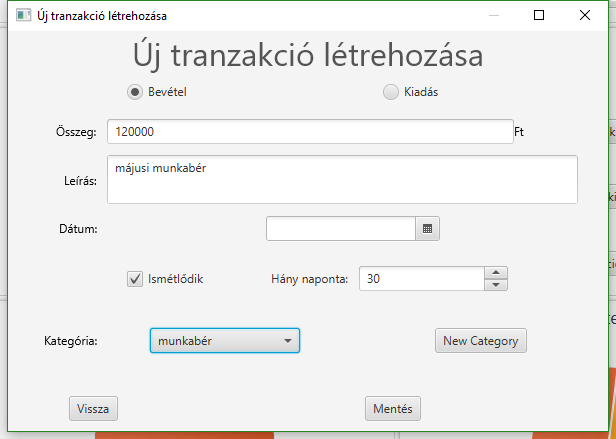 Új tranzakció létrehozása
Új tranzakció létrehozása
Bevétel Kiadás
Összeg: 120000 Ft
Leírás: májusi munkabér
Dátum:
Ismétlődik Hány naponta: 30
Kategória: munkabér New Category
Vissza Mentés